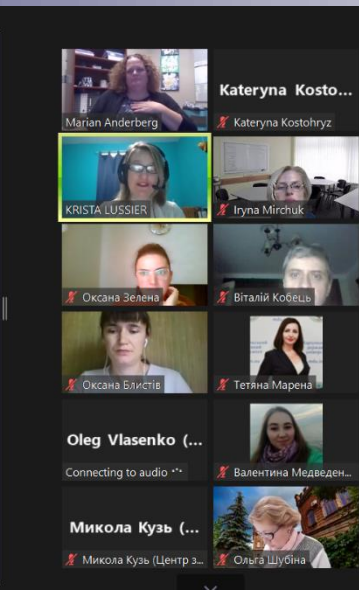 Marian Anderberg
Kateryna Kosto...
Kateryna Kostohryz
KRISTA LUSSIER
Iryna Mirchuk
Оксана Зелена
Віталій Кобець
Оксана Блистів
Тетяна Марена
Oleg Vlasenko (...
Connecting to audio
Валентина Медведен...
Микола Кузь (...
Микола Кузь (Центр з...
Ольга Шубіна